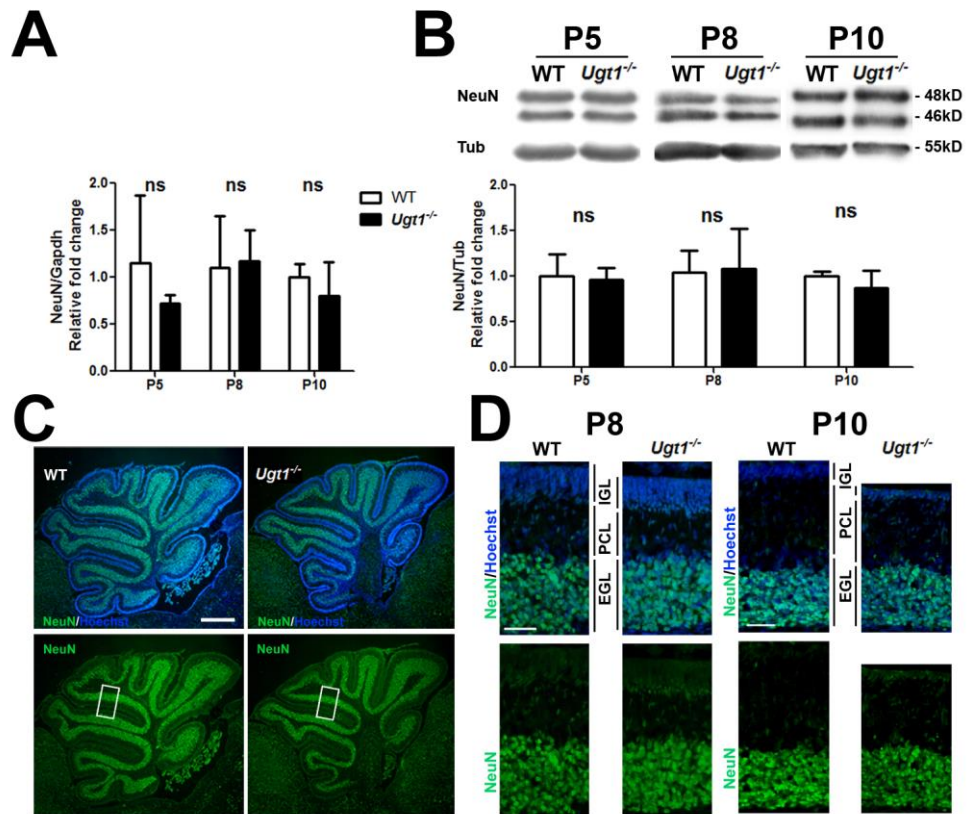 A
2.0
1.5
1.0
0.5
0.0
NeuN/Gapdh
Relative fold change
ns
ns
ns
P5
P8
P10
WT
Ugt1-/-
B
P5
P8
P10
WT
Ugt1-/-
WT
Ugt1-/-
WT
Ugt1-/-
NeuN
Tub
- 48kD
- 46kD
- 55kD
2.0
1.5
1.0
0.5
0.0
NeuN/Tub
Relative fold change
ns
ns
ns
P5
P8
P10
C
WT
Ugt1-/-
NeuN/Hoechst
NeuN/Hoechst
NeuN
NeuN
D
P8
P10
WT
Ugt1-/-
WT
Ugt1-/-
NeuN/Hoechst
IGL
PCL
EGL
NeuN/Hoechst
IGL
PCL
EGL
NeuN
NeuN